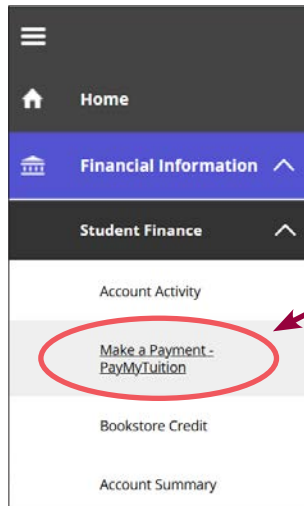 Home
Financial Information
Student Finance
Account Activity
Make a Payment -
PayMyTuition
Bookstore Credit
Account Summary